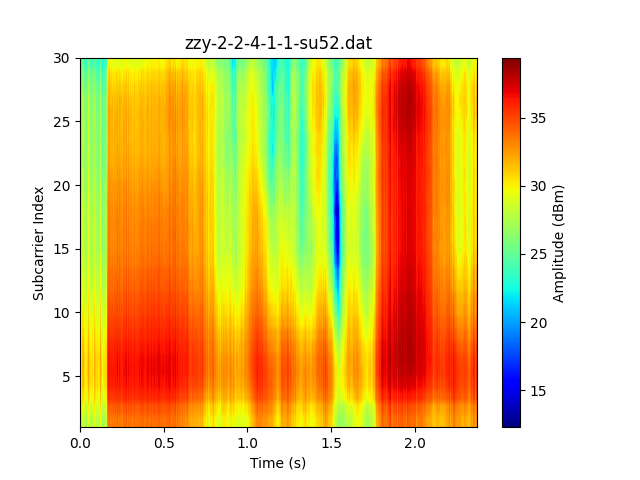 zzy-2-2-4-1-1-su52.dat
30
25
20
15
10
5
Subcarrier Index
0.0 0.5 1.0 1.5 2.0
Time (s)
35
30
25
20
15
Amplitude (dBm)